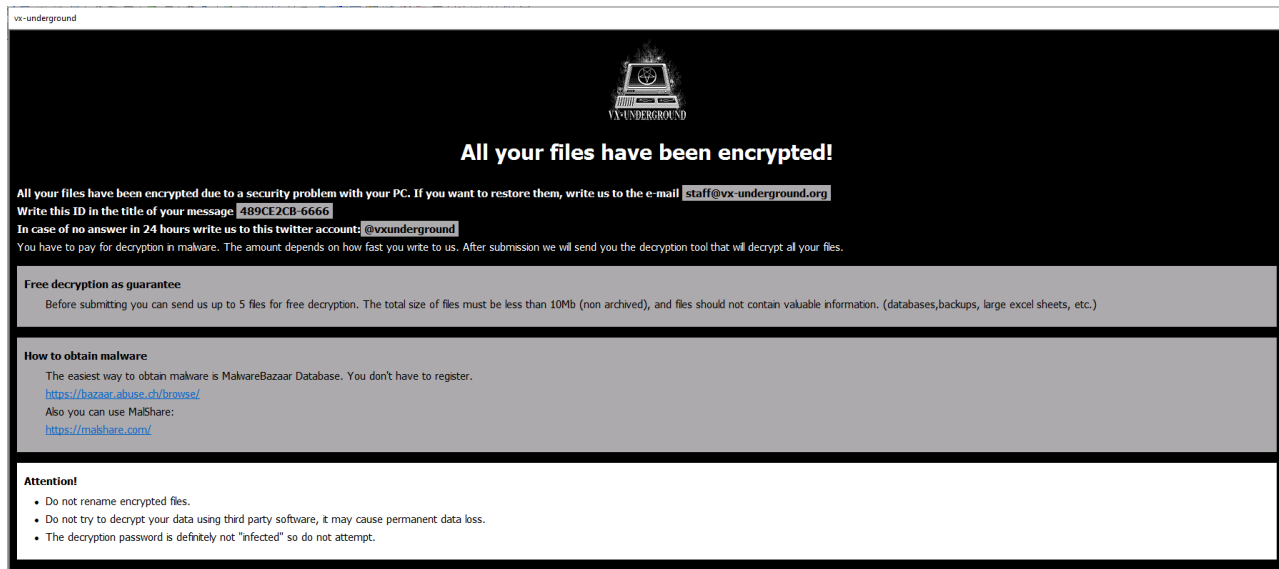 vx-underground
VX-UNDERGROUND
All your files have been encrypted!
All your files have been encrypted due to a security problem with your PC. If you want to restore them, write us to the e-mail staff@vx-underground.org
Write this ID in the title of your message 489CE2CB-6666
In case of no answer in 24 hours write us to this twitter account: @vxunderground
You have to pay for decryption in malware. The amount depends on how fast you write to us. After submission we will send you the decryption tool that will decrypt all your files.
Free decryption as guarantee
Before submitting you can send us up to 5 files for free decryption. The total size of files must be less than 10Mb (non archived), and files should not contain valuable information. (databases,backups, large excel sheets, etc.)
How to obtain malware
The easiest way to obtain malware is MalwareBazaar Database. You don't have to register.
https://bazaar.abuse.ch/browse/
Also you can use MalShare:
https://malshare.com/
Attention!
• Do not rename encrypted files.
• Do not try to decrypt your data using third party software, it may cause permanent data loss.
• The decryption password is definitely not "infected" so do not attempt.